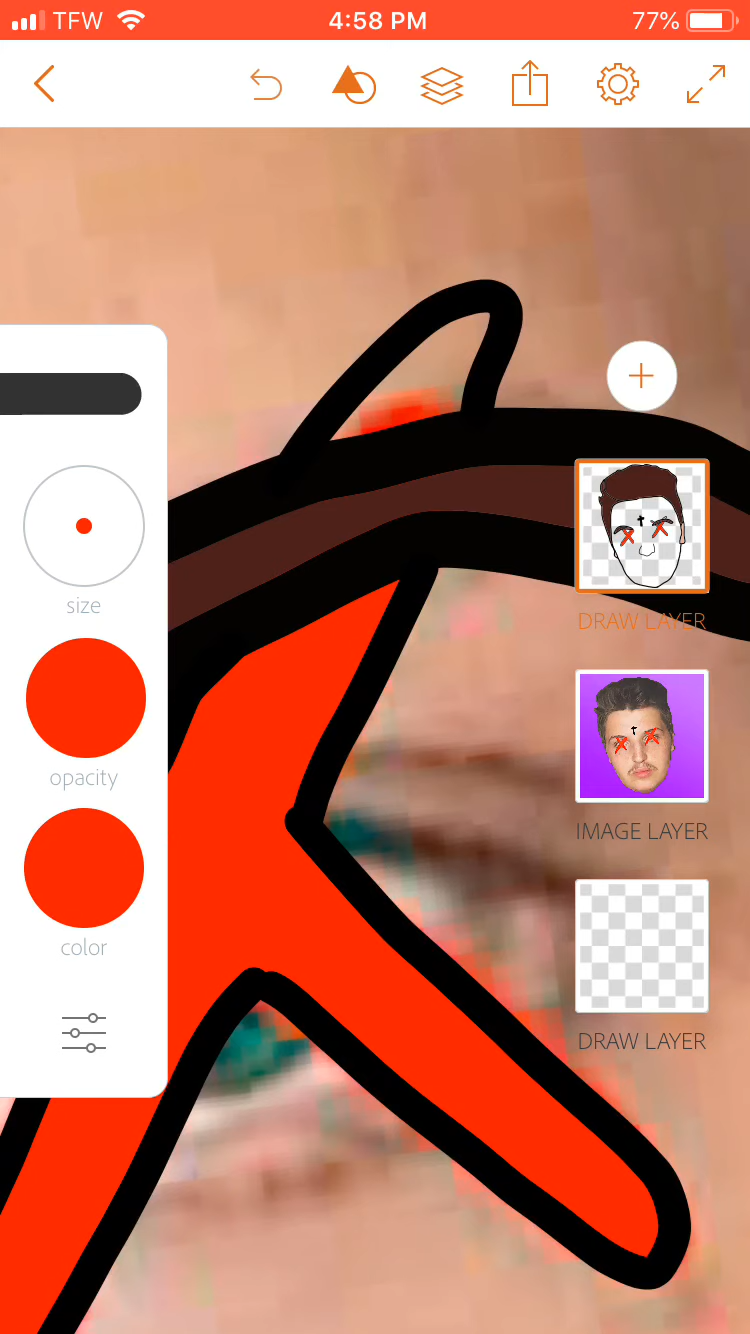 TFW 4:58 PM 77%
size
opacity
color
DRAW LAYER
IMAGE LAYER
DRAW LAYER